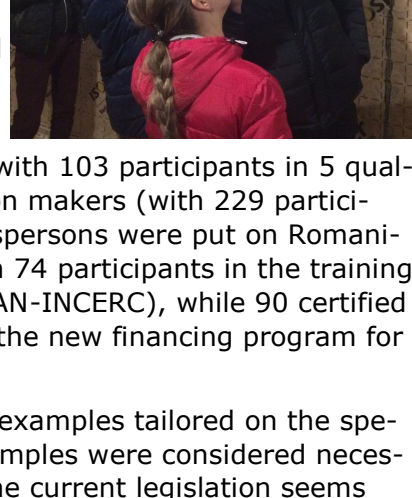 with 103 participants in 5 qual-
on makers (with 229 partici-
spersons were put on Romani-
74 participants in the training
AN-INCERC), while 90 certified
the new financing program for
examples tailored on the spe-
mples were considered neces-
e current legislation seems